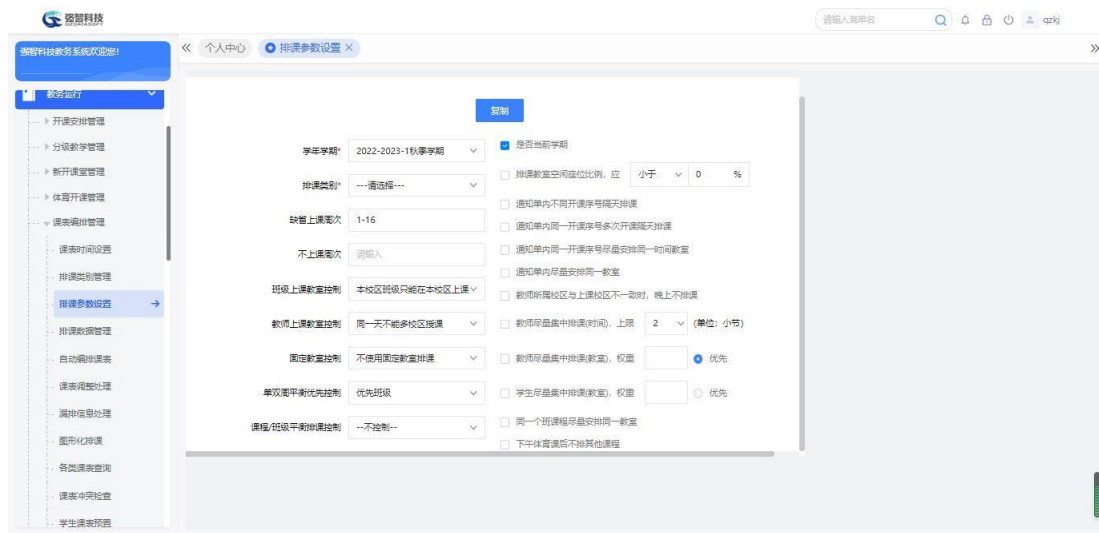 强智科技
QZDATASOFT
请输入菜单名
qzkj
强智科技教务系统欢迎您!
个人中心
排课参数设置 ×
教务运行
开课安排管理
分级教学管理
新开课堂管理
体育开课管理
课表编排管理
课表时间设置
排课类别管理
排课参数设置
排课数据管理
自动编排课表
课表调整处理
漏排信息处理
图形化排课
各类课表查询
课表冲突检查
学生课表预置
复制
学年学期* 2022-2023-1秋季学期
排课类别* ---请选择---
缺省上课周次 1-16
不上课周次 请输入
班级上课教室控制 本校区班级只能在本校区上课
教师上课教室控制 同一天不能多校区授课
固定教室控制 不使用固定教室排课
单双周平衡优先控制 优先班级
课程/班级平衡排课控制 --不控制--
是否当前学期
排课教室空闲座位比例，应 小于 0 %
通知单内不同开课序号隔天排课
通知单内同一开课序号多次开课隔天排课
通知单内同一开课序号尽量安排同一时间教室
通知单内尽量安排同一教室
教师所属校区与上课校区不一致时，晚上不排课
教师尽量集中排课(时间)，上限 2 (单位：小节)
教师尽量集中排课(教室)，权重 优先
学生尽量集中排课(教室)，权重 优先
同一个班课程尽量安排同一教室
下午体育课后不排其他课程